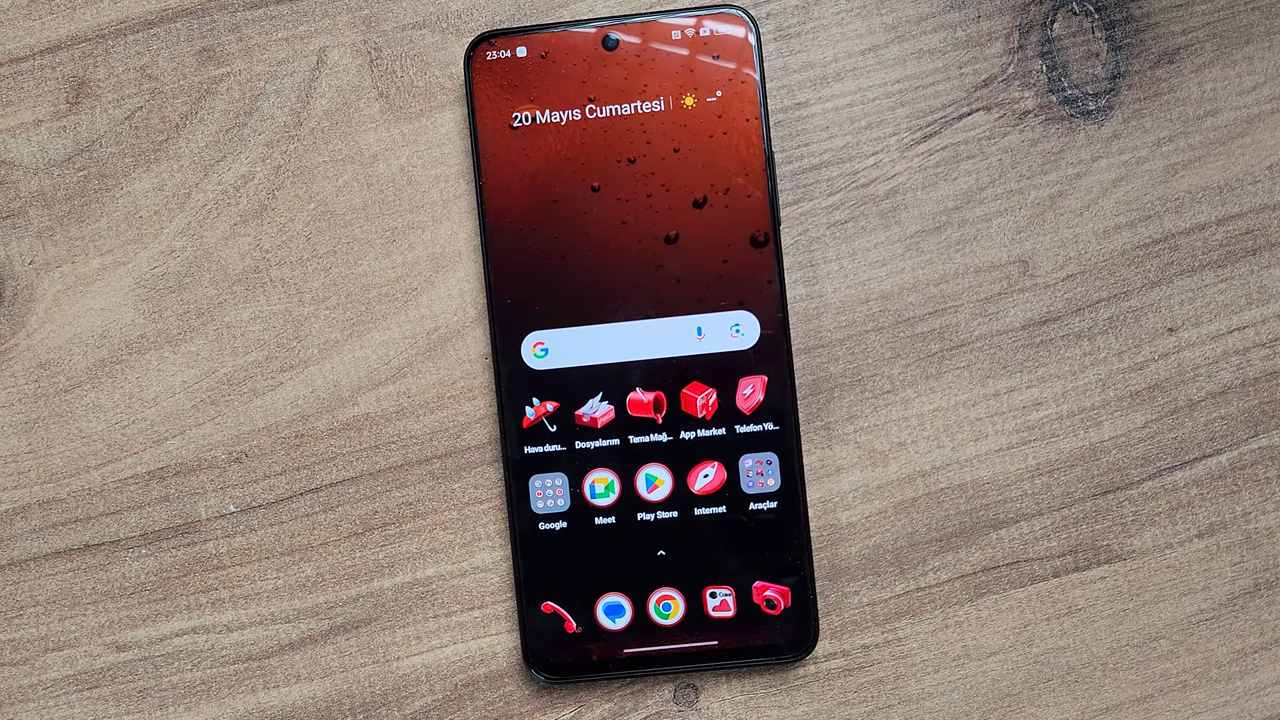 23:04
20 Mayıs Cumartesi | –°
G
Hava duru... Dosyalarım Tema Mağ... App Market Telefon Yö...
Google Meet Play Store Internet Araçlar
Coke